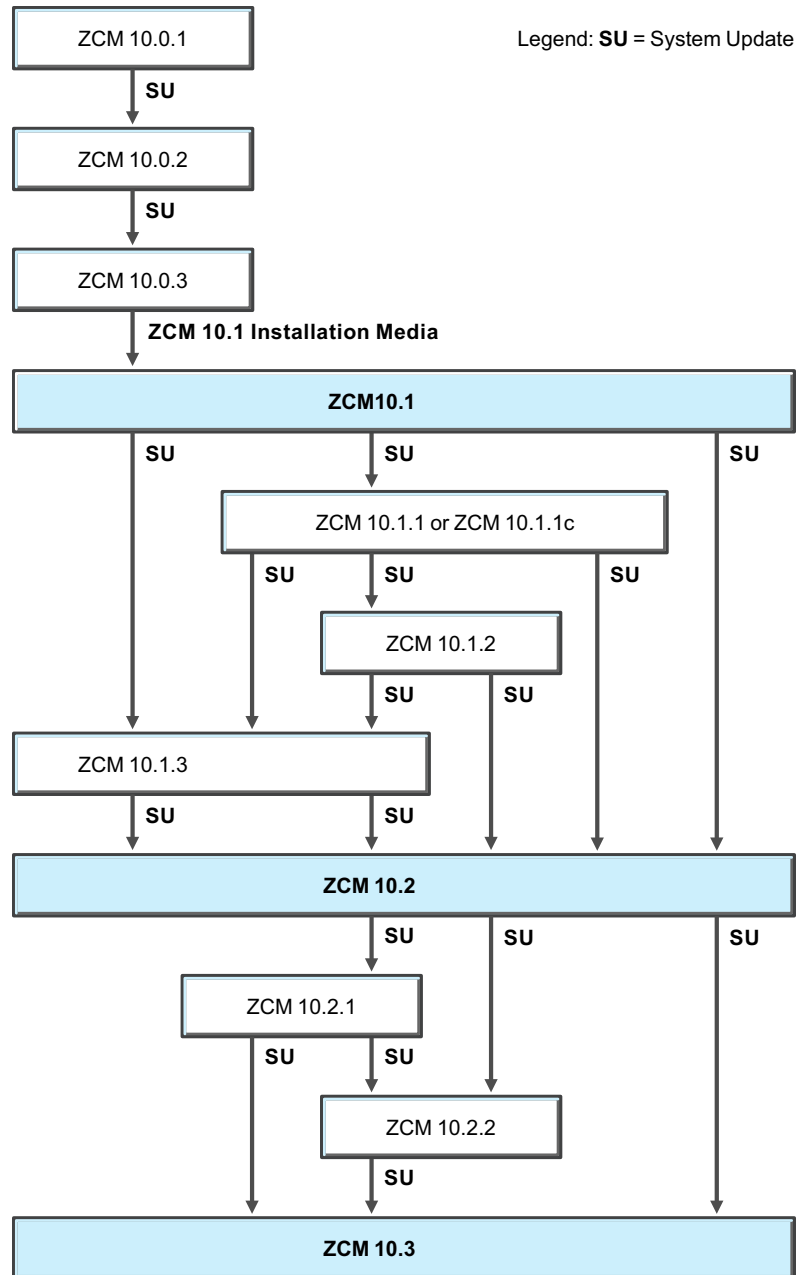 ZCM 10.0.1
Legend: SU = System Update
SU
ZCM 10.0.2
SU
ZCM 10.0.3
ZCM 10.1 Installation Media
ZCM10.1
SU SU SU
ZCM 10.1.1 or ZCM 10.1.1c
SU SU SU
ZCM 10.1.2
SU SU
ZCM 10.1.3
SU SU
ZCM 10.2
SU SU SU
ZCM 10.2.1
SU SU
ZCM 10.2.2
SU
ZCM 10.3